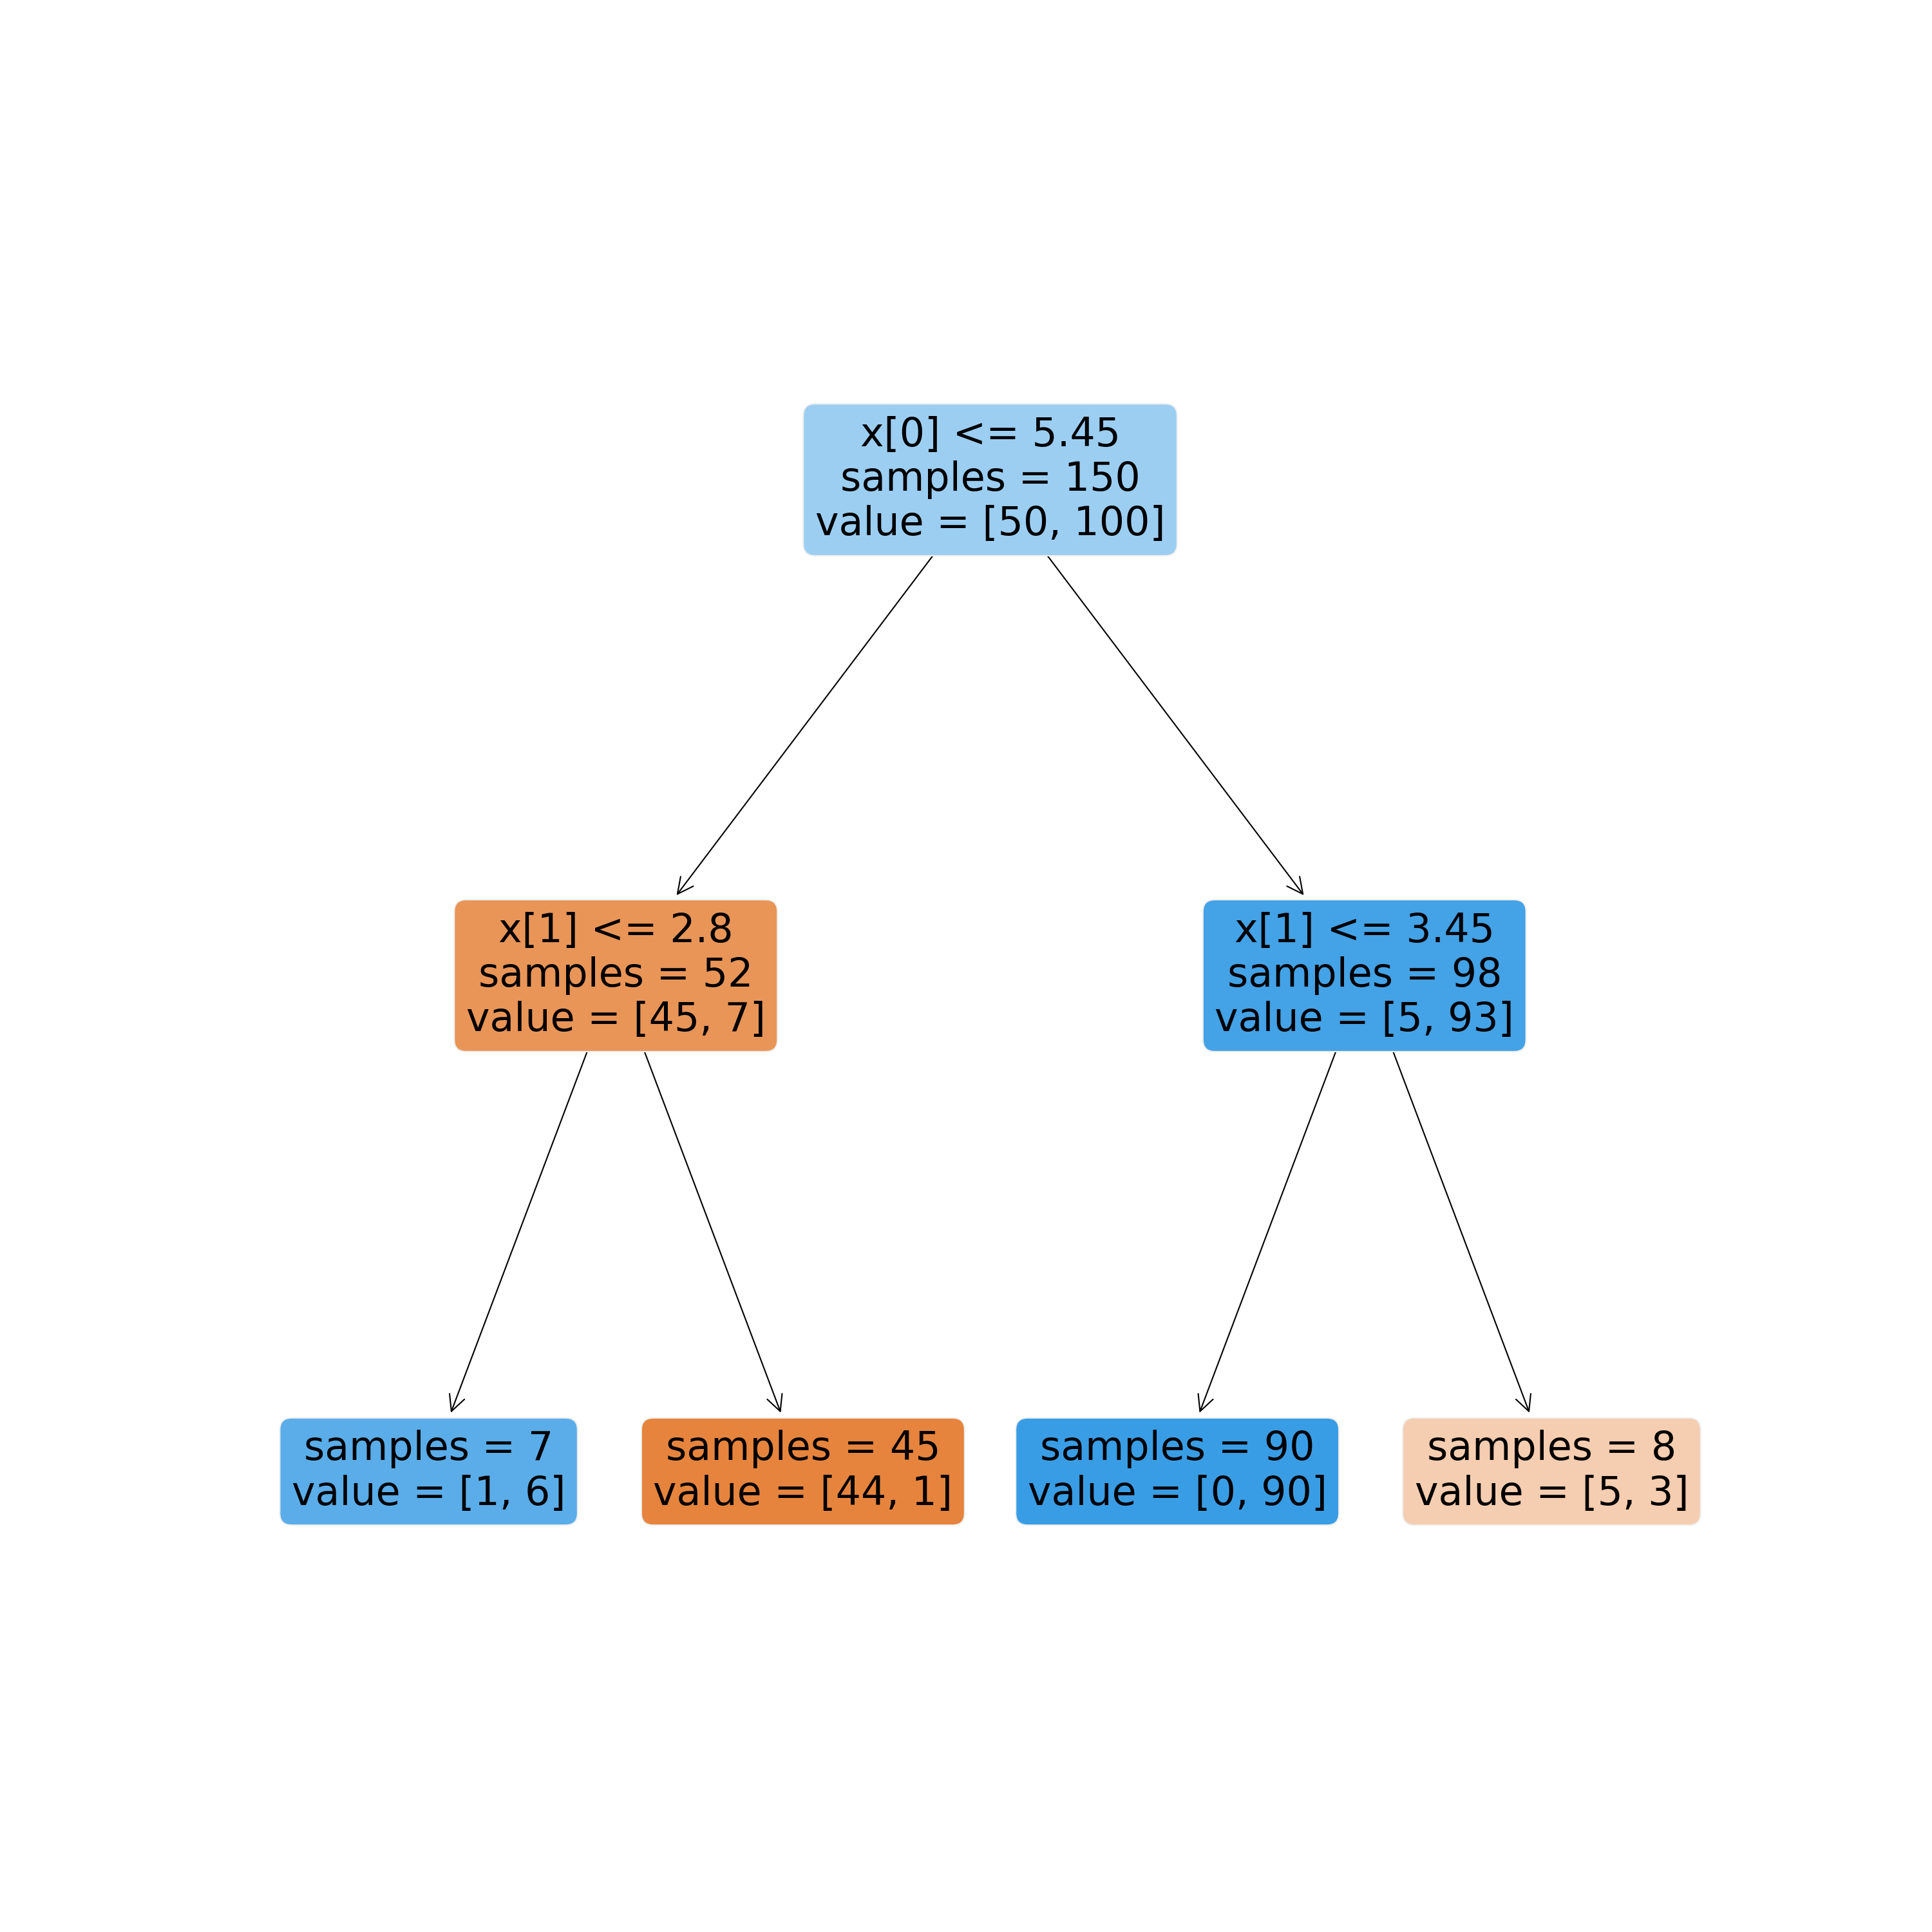 x[0] <= 5.45
samples = 150
value = [50, 100]
x[1] <= 2.8
samples = 52
value = [45, 7]
x[1] <= 3.45
samples = 98
value = [5, 93]
samples = 7
value = [1, 6]
samples = 45
value = [44, 1]
samples = 90
value = [0, 90]
samples = 8
value = [5, 3]